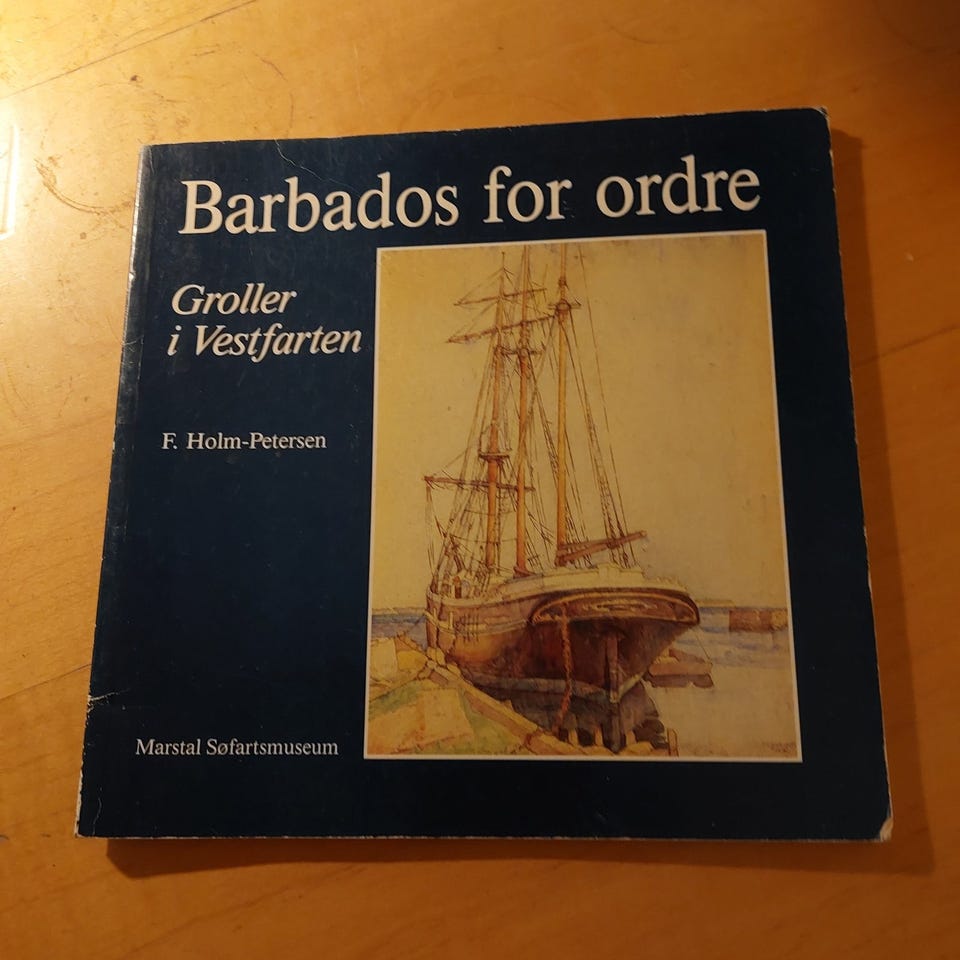 Barbados for ordre
Groller
i Vestfarten
F. Holm-Petersen
Marstal Søfartsmuseum